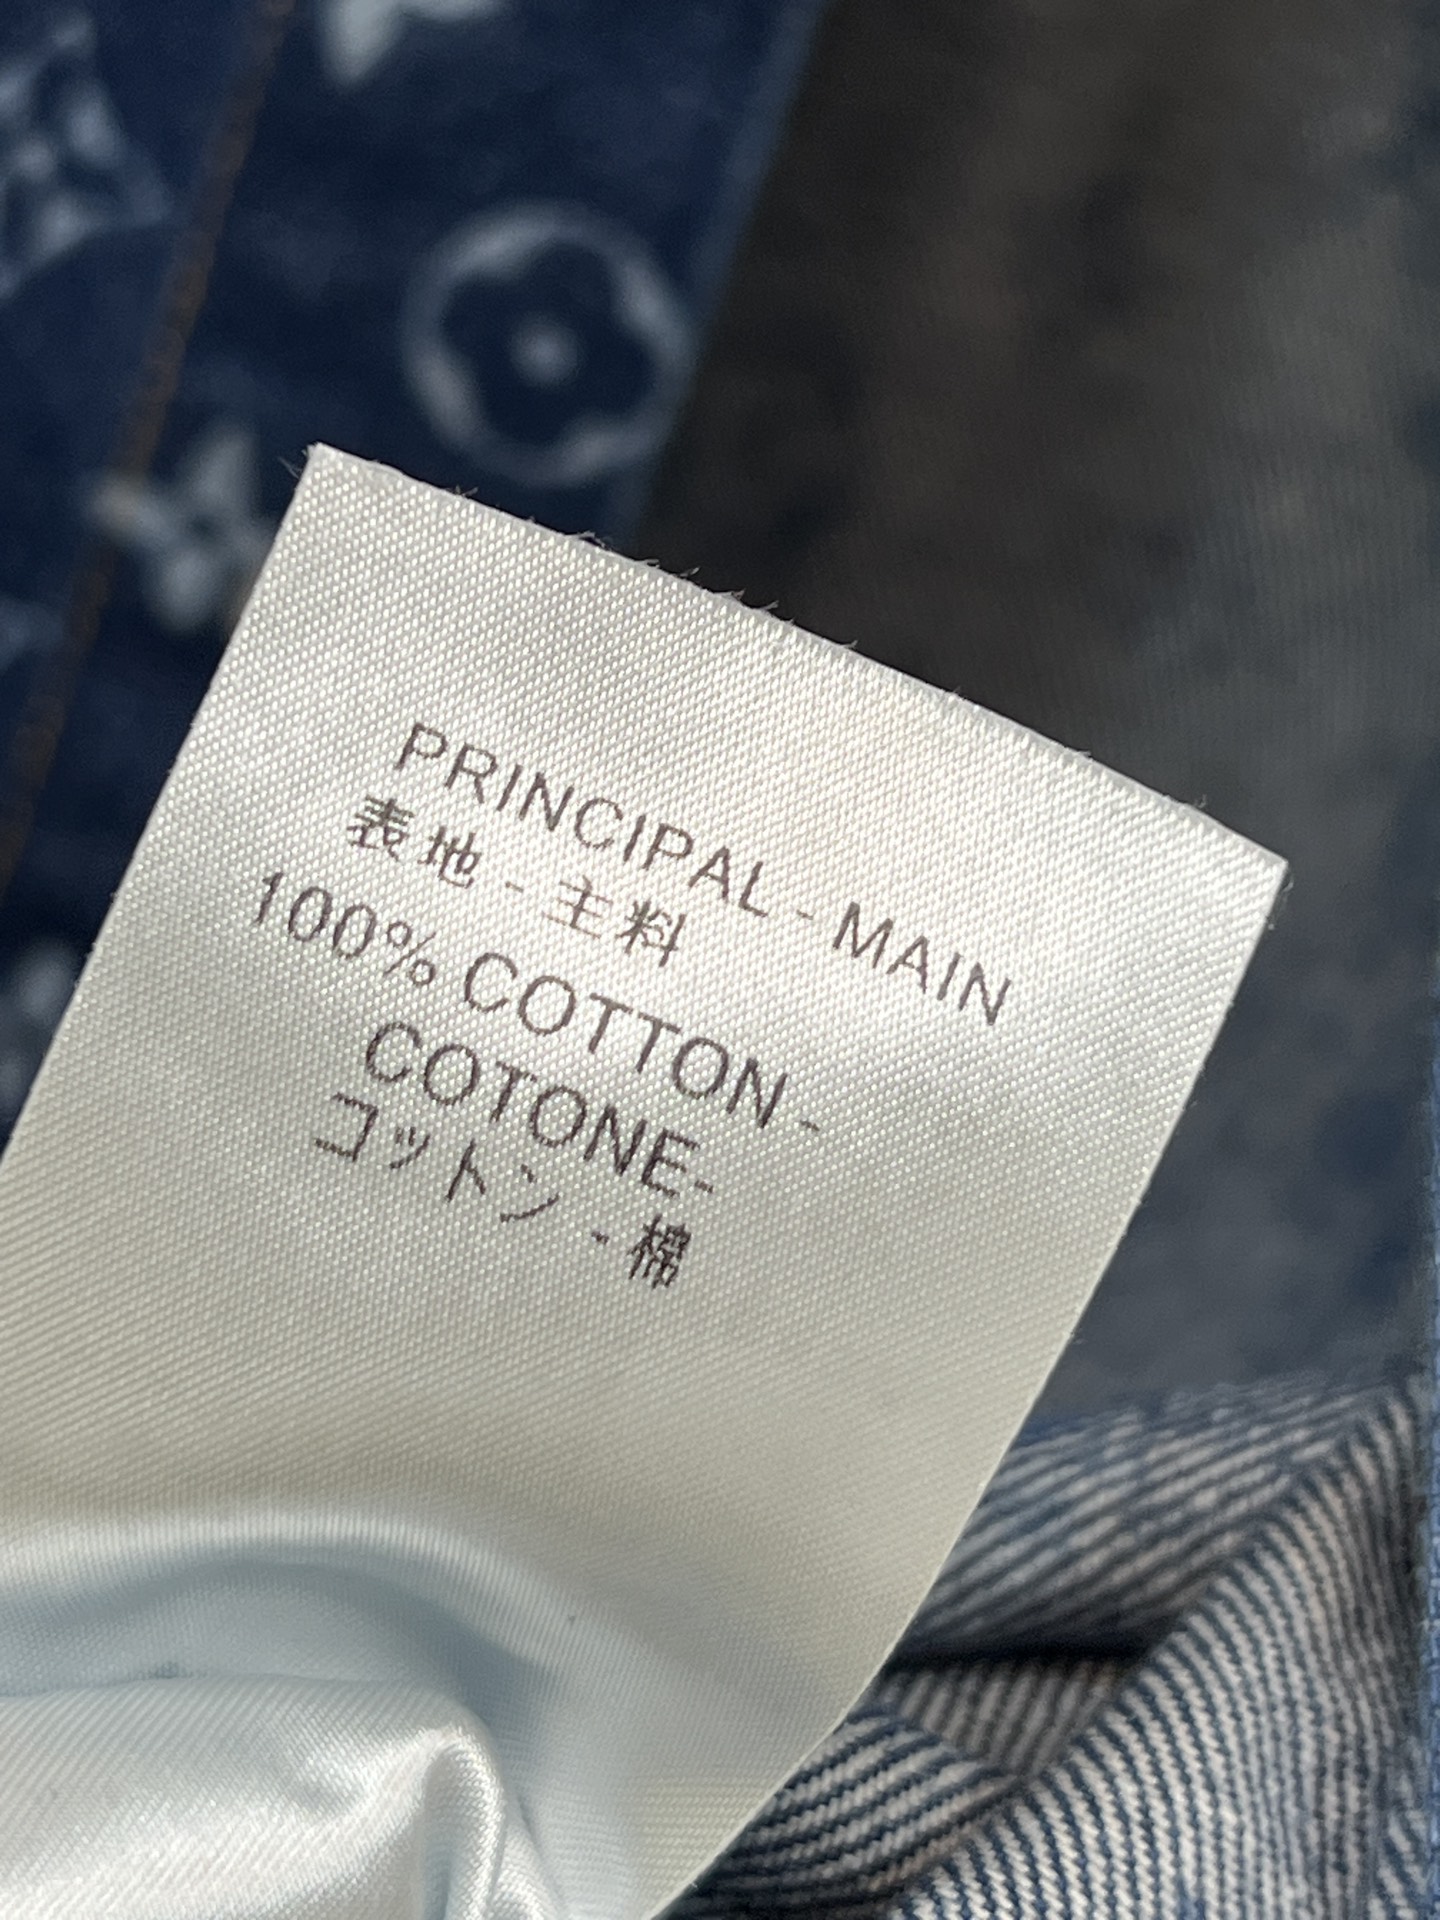 PRINCIPAL - MAIN
表地 - 主料
100% COTTON -
COTONE-
コットン - 棉